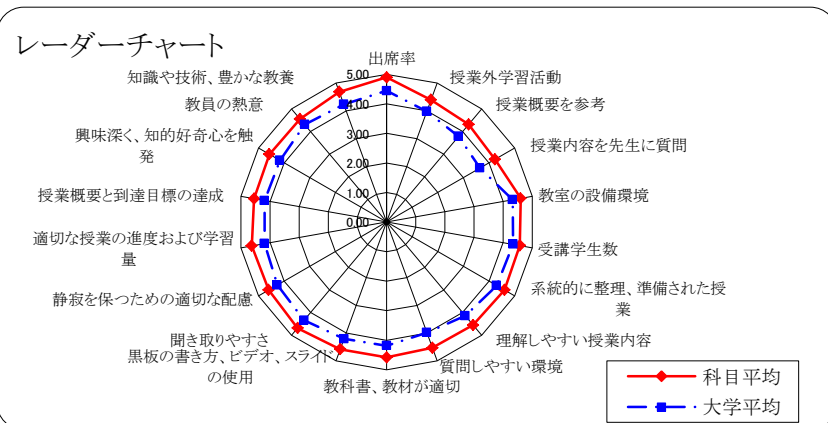 レーダーチャート
出席率
授業外学習活動
授業概要を参考
授業内容を先生に質問
教室の設備環境
受講学生数
系統的に整理、準備された授
業
理解しやすい授業内容
質問しやすい環境
教科書、教材が適切
黒板の書き方、ビデオ、スライド
の使用
聞き取りやすさ
静寂を保つための適切な配慮
適切な授業の進度および学習
量
授業概要と到達目標の達成
興味深く、知的好奇心を触
発
教員の熱意
知識や技術、豊かな教養
5.00
4.00
3.00
2.00
1.00
0.00
科目平均
大学平均